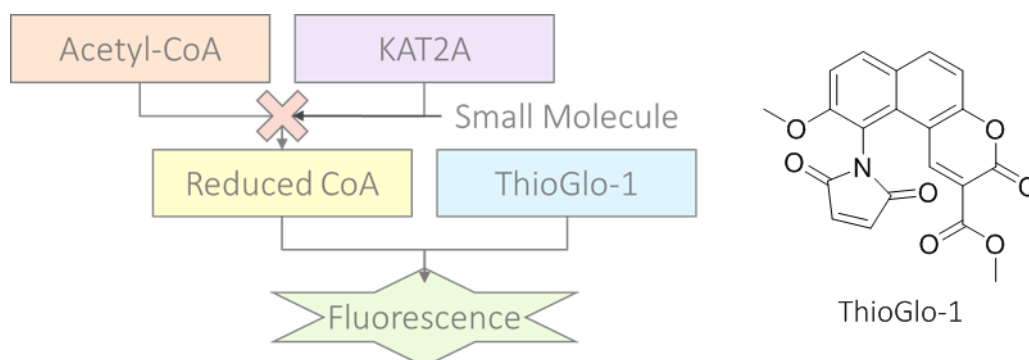 Acetyl-CoA
KAT2A
Small Molecule
Reduced CoA
ThioGlo-1
Fluorescence
O
O
N
O
O
O
O
O
ThioGlo-1